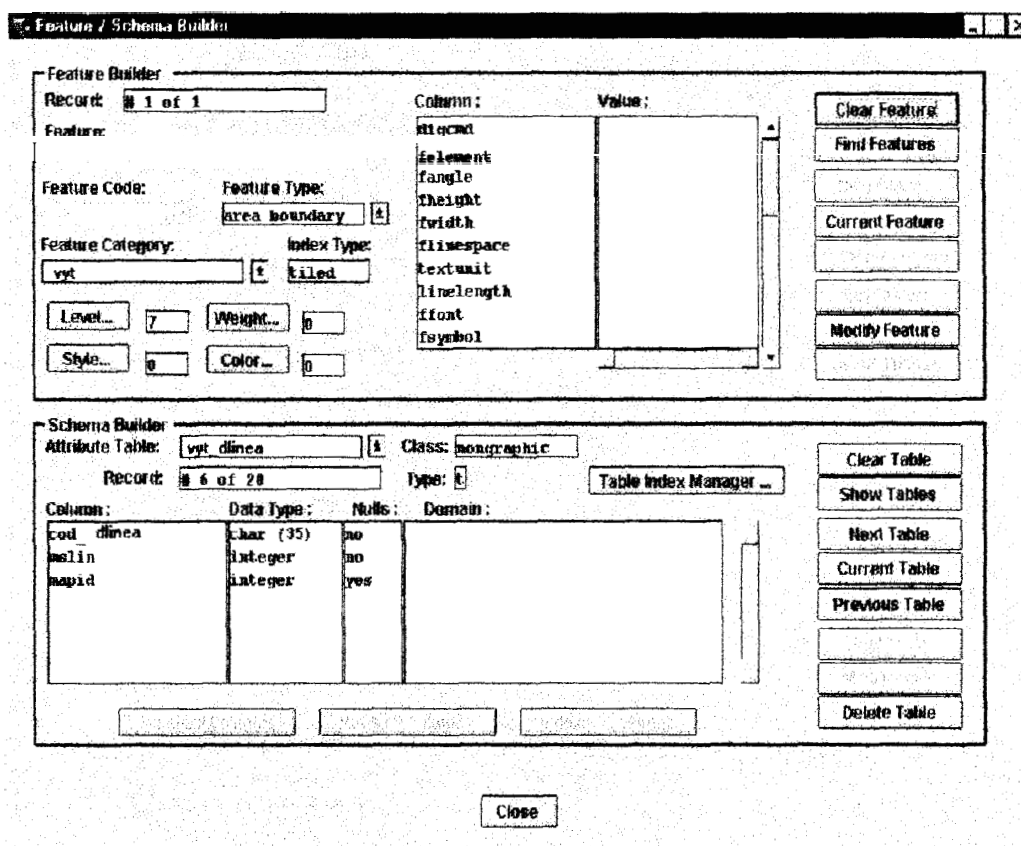 Feature / Schema Builder
Feature Builder
Record: # 1 of 1
Feature:
Feature Code:
Feature Type:
area boundary
Feature Category:
vyt
Index Type:
tiled
Level... 7
Weight... 0
Style... 0
Color... 0
Column:
Value:
digcmd
felement
fangle
fheight
fwidth
flinespace
textunit
linelength
ffont
fsymbol
Clear Feature
Find Features
Current Feature
Modify Feature
Schema Builder
Attribute Table: vyt_dlinea
Class: nongraphic
Record: # 6 of 20
Type: t
Table Index Manager ...
Column: Data Type: Nulls: Domain:
cod_ dlinea char (35) no
mslin integer no
mapid integer yes
Clear Table
Show Tables
Next Table
Current Table
Previous Table
Delete Table
Close